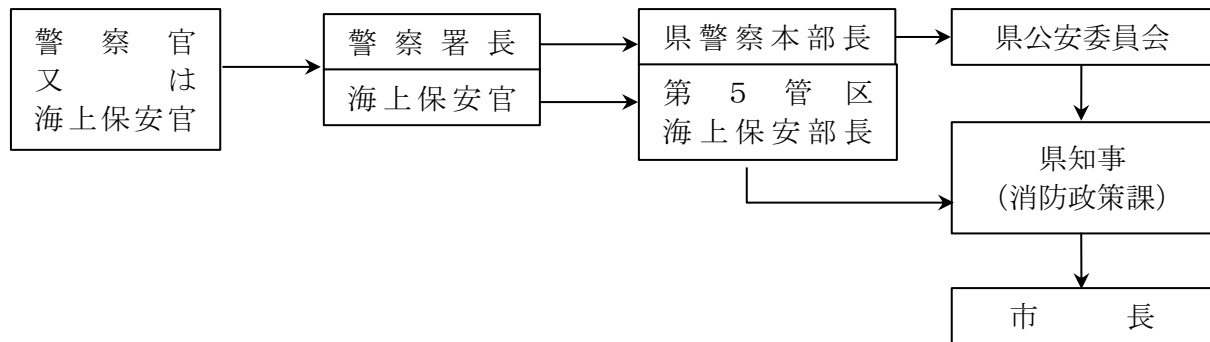 警察官
又は
海上保安官
警察署長
海上保安官
県警察本部長
第５管区
海上保安部長
県公安委員会
県知事
（消防政策課）
市長